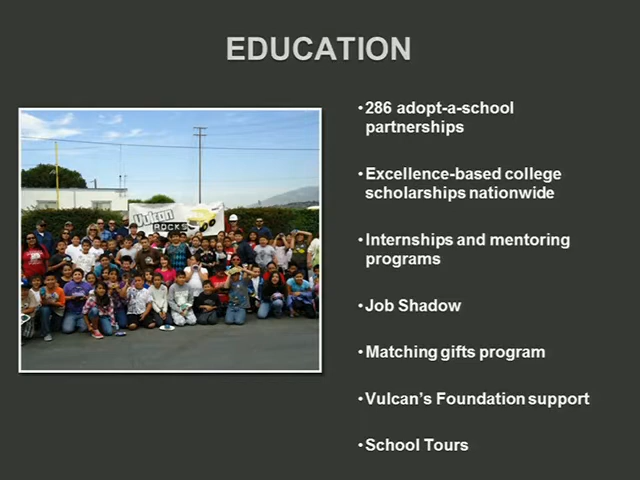 EDUCATION
•286 adopt-a-school
partnerships
•Excellence-based college
scholarships nationwide
•Internships and mentoring
programs
•Job Shadow
•Matching gifts program
•Vulcan's Foundation support
•School Tours
Vulcan
ROCKS